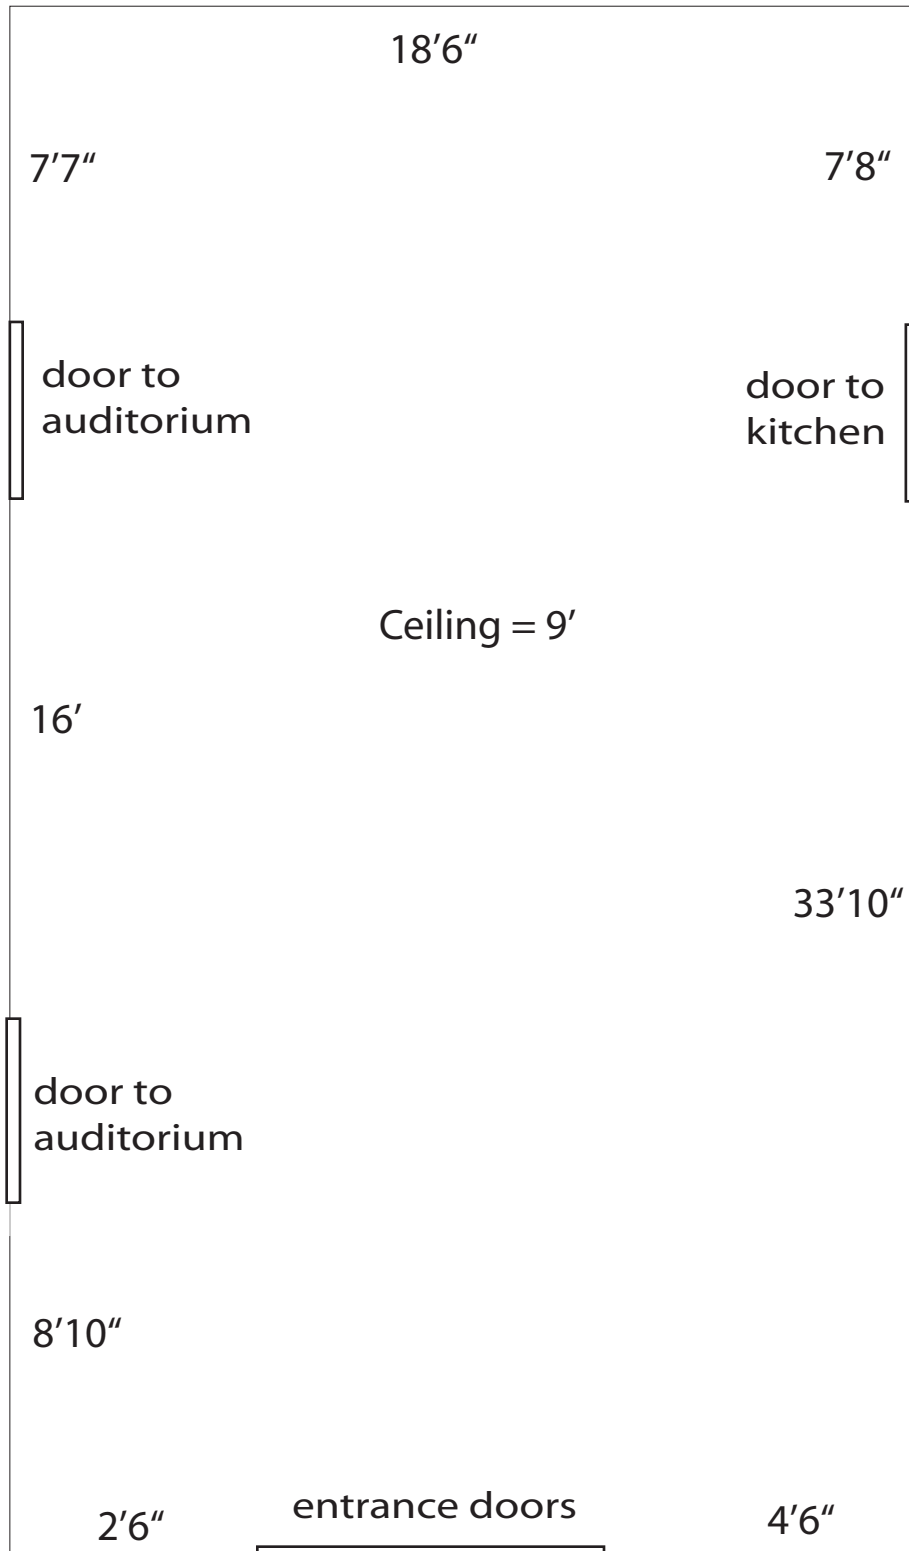 18’6“
7’7“
7’8“
door to
auditorium
door to
kitchen
Ceiling = 9’
16’
33’10“
door to
auditorium
8’10“
2’6“
entrance doors
4’6“